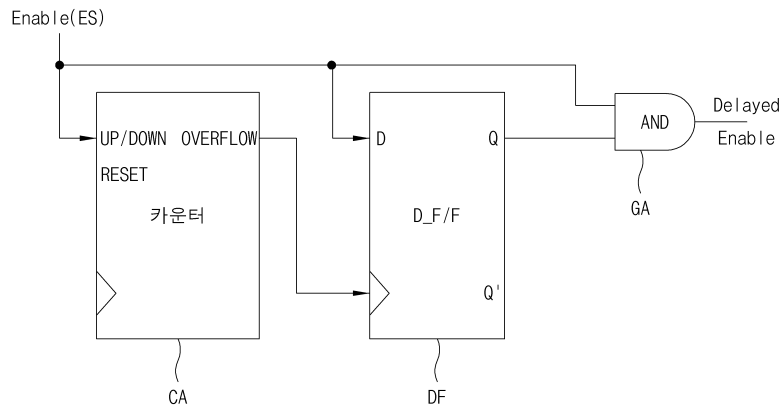 Enable(ES)
UP/DOWN OVERFLOW
RESET
카운터
CA
D Q
D_F/F
Q'
DF
AND
GA
Delayed
Enable